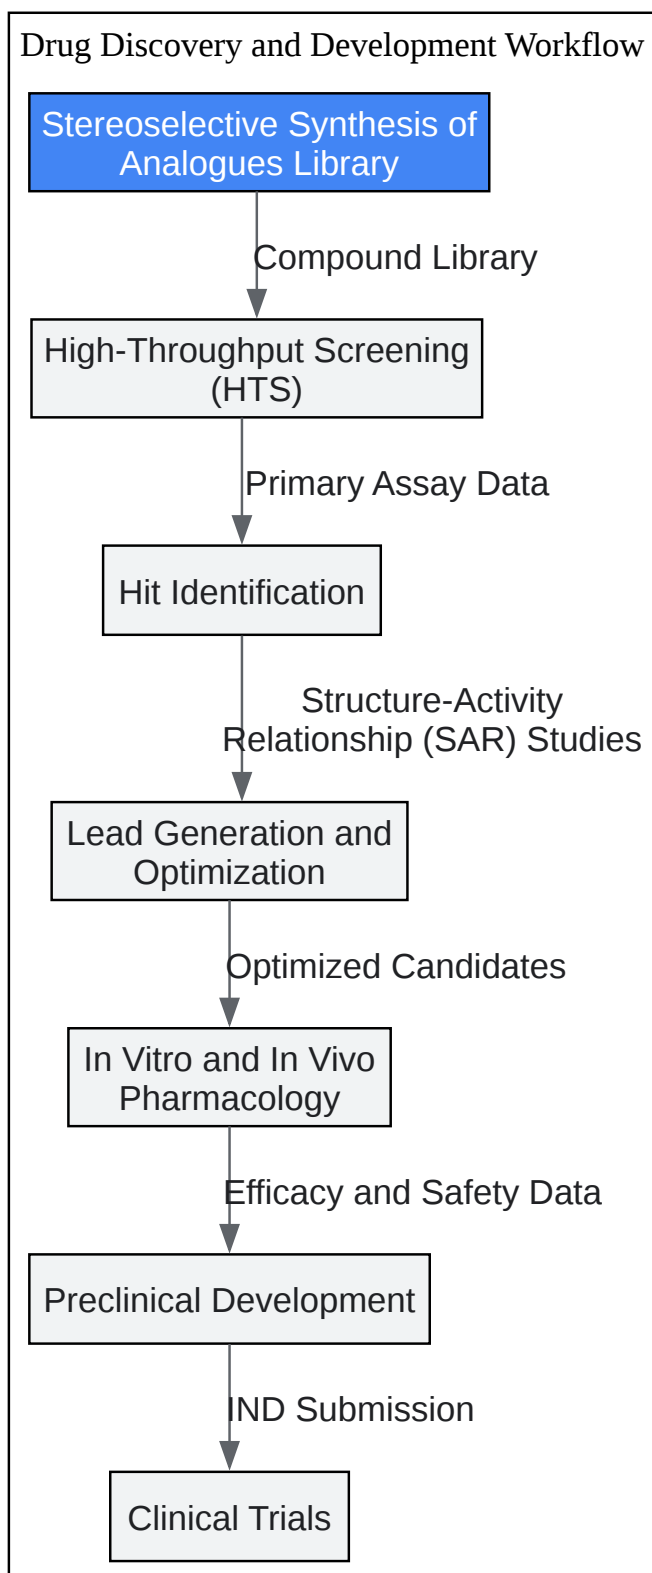 Drug Discovery and Development Workflow
Stereoselective Synthesis of
Analogues Library
Compound Library
High-Throughput Screening
(HTS)
Primary Assay Data
Hit Identification
Structure-Activity
Relationship (SAR) Studies
Lead Generation and
Optimization
Optimized Candidates
In Vitro and In Vivo
Pharmacology
Efficacy and Safety Data
Preclinical Development
IND Submission
Clinical Trials